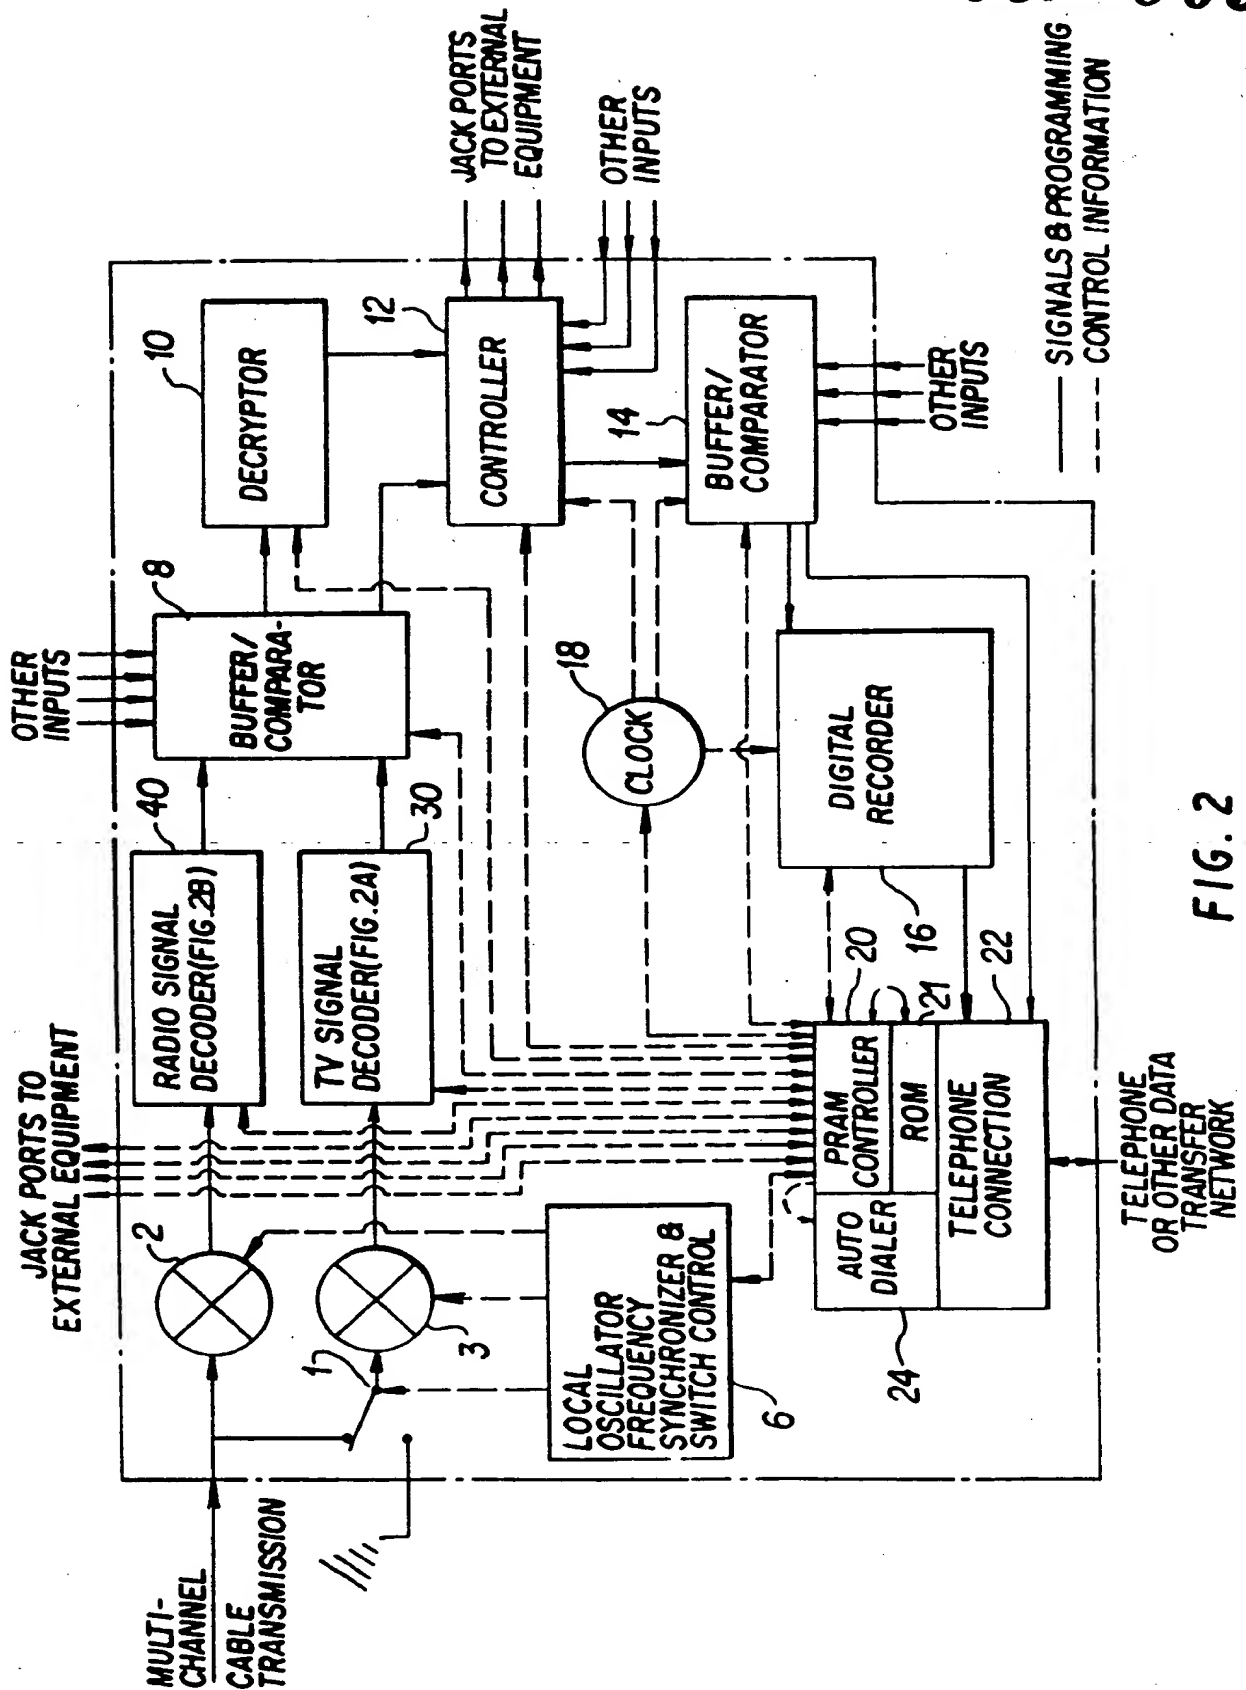 MULTI-
CHANNEL
CABLE
TRANSMISSION
JACK PORTS TO
EXTERNAL EQUIPMENT
OTHER
INPUTS
JACK PORTS
TO EXTERNAL
EQUIPMENT
OTHER
INPUTS
2
RADIO SIGNAL
DECODER(FIG.2B)
40
1
3
TV SIGNAL
DECODER(FIG.2A)
30
BUFFER/
COMPARA-
TOR
8
DECRYPTOR
10
CONTROLLER
12
LOCAL
OSCILLATOR
FREQUENCY
SYNCHRONIZER &
SWITCH CONTROL
6
CLOCK
18
BUFFER/
COMPARATOR
14
OTHER
INPUTS
DIGITAL
RECORDER
16
AUTO
DIALER
24
PRAM
CONTROLLER
20
ROM
21
TELEPHONE
CONNECTION
22
TELEPHONE
OR OTHER DATA
TRANSFER
NETWORK
SIGNALS & PROGRAMMING
CONTROL INFORMATION
FIG. 2